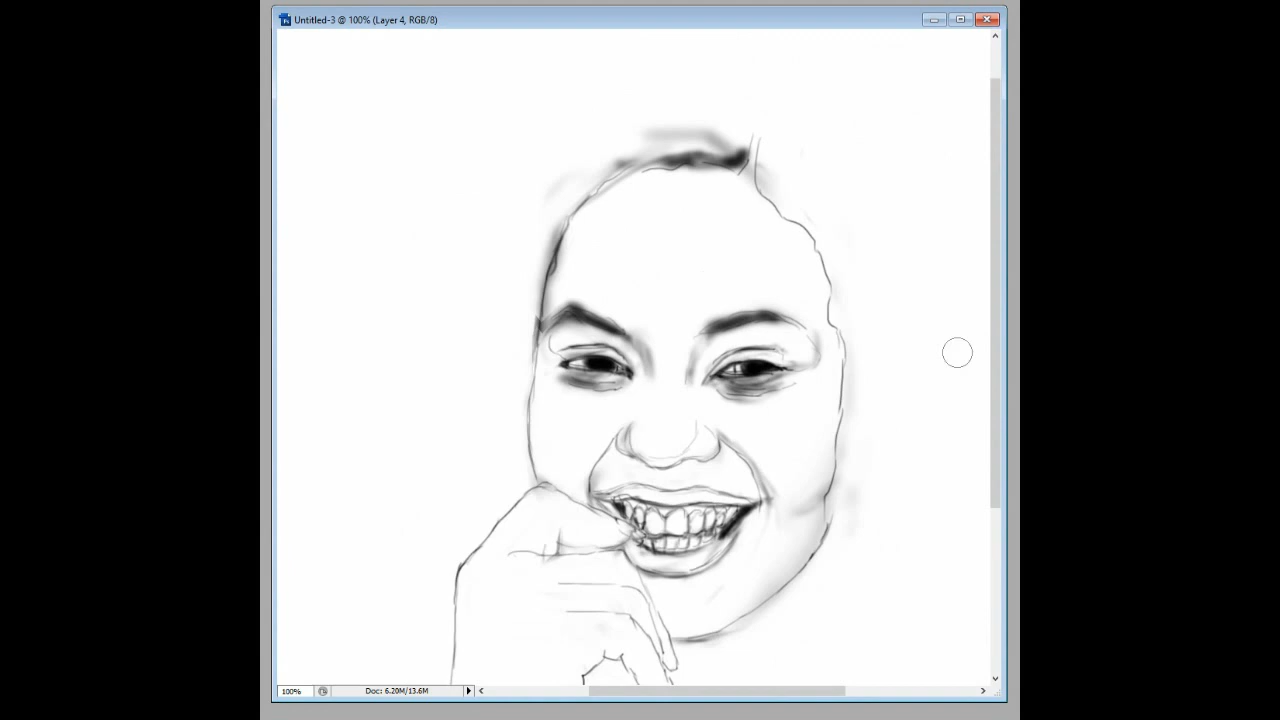 Untitled-3 @ 100% (Layer 4, RGB/8)
100%
Doc: 6.20M/13.6M